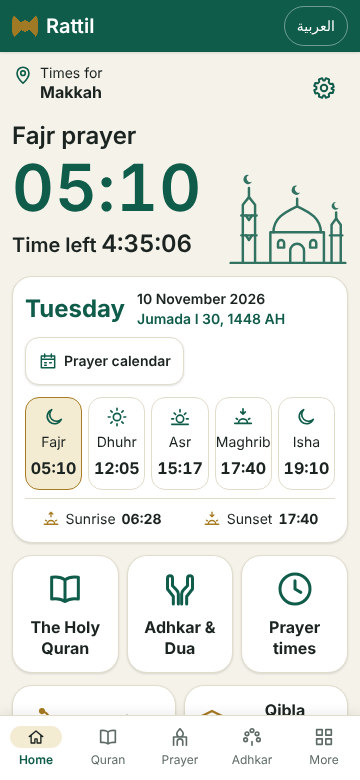 Rattil
العربية
Times for
Makkah
Fajr prayer
05:10
Time left 4:35:06
Tuesday
10 November 2026
Jumada I 30, 1448 AH
Prayer calendar
Fajr Dhuhr Asr Maghrib Isha
05:10 12:05 15:17 17:40 19:10
Sunrise 06:28 Sunset 17:40
The Holy Quran
Adhkar & Dua
Prayer times
Qibla
Home Quran Prayer Adhkar More